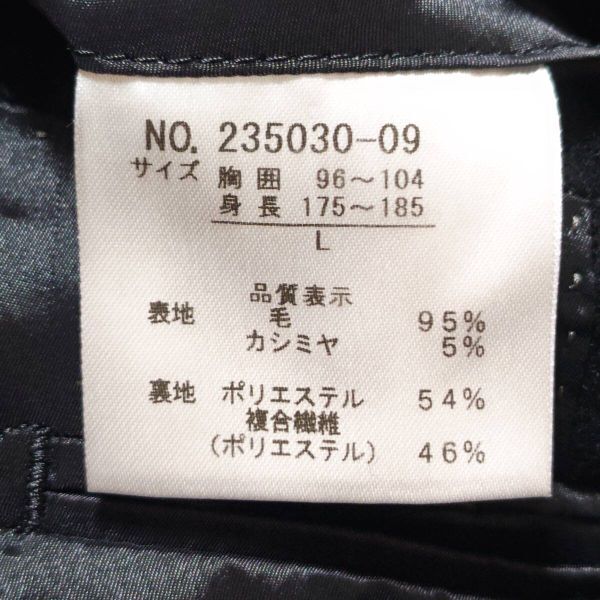 NO. 235030-09
サイズ 胸囲 96～104
身長 175～185
L
品質表示
表地 毛 95%
カシミヤ 5%
裏地 ポリエステル 54%
複合繊維
(ポリエステル) 46%